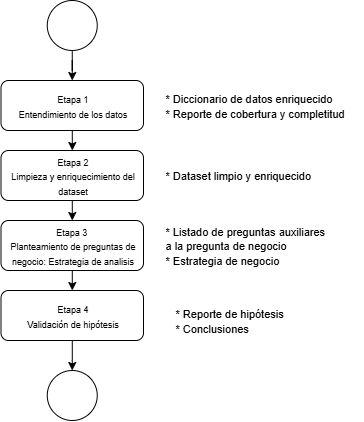 Etapa 1
Entendimiento de los datos
* Diccionario de datos enriquecido
* Reporte de cobertura y completitud
Etapa 2
Limpieza y enriquecimiento del
dataset
* Dataset limpio y enriquecido
Etapa 3
Planteamiento de preguntas de
negocio: Estrategia de analisis
* Listado de preguntas auxiliares
a la pregunta de negocio
* Estrategia de negocio
Etapa 4
Validación de hipótesis
* Reporte de hipótesis
* Conclusiones